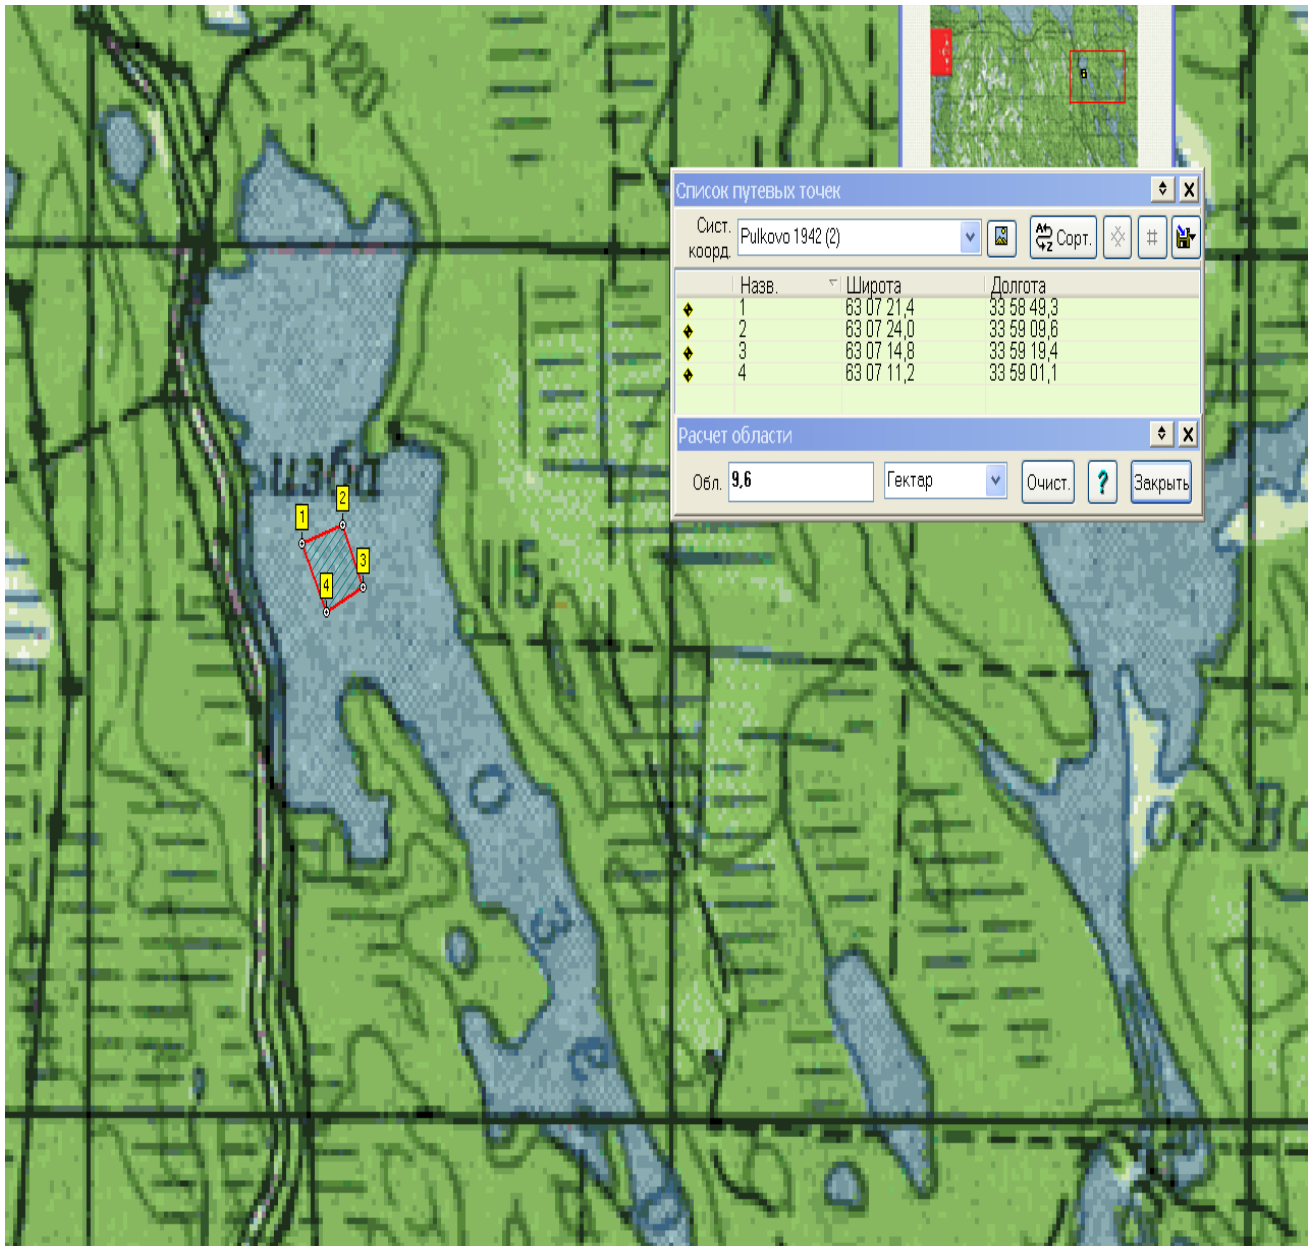 120
Список путевых точек
Сист. коорд. Pulkovo 1942 (2) Сорт.
Назв. Широта Долгота
1 63 07 21,4 33 58 49,3
2 63 07 24,0 33 59 09,6
3 63 07 14,8 33 59 19,4
4 63 07 11,2 33 59 01,1
Расчет области
Обл. 9,6 Гектар Очист. ? Закрыть
изба
1
2
3
4
115
О
з
е
р
о